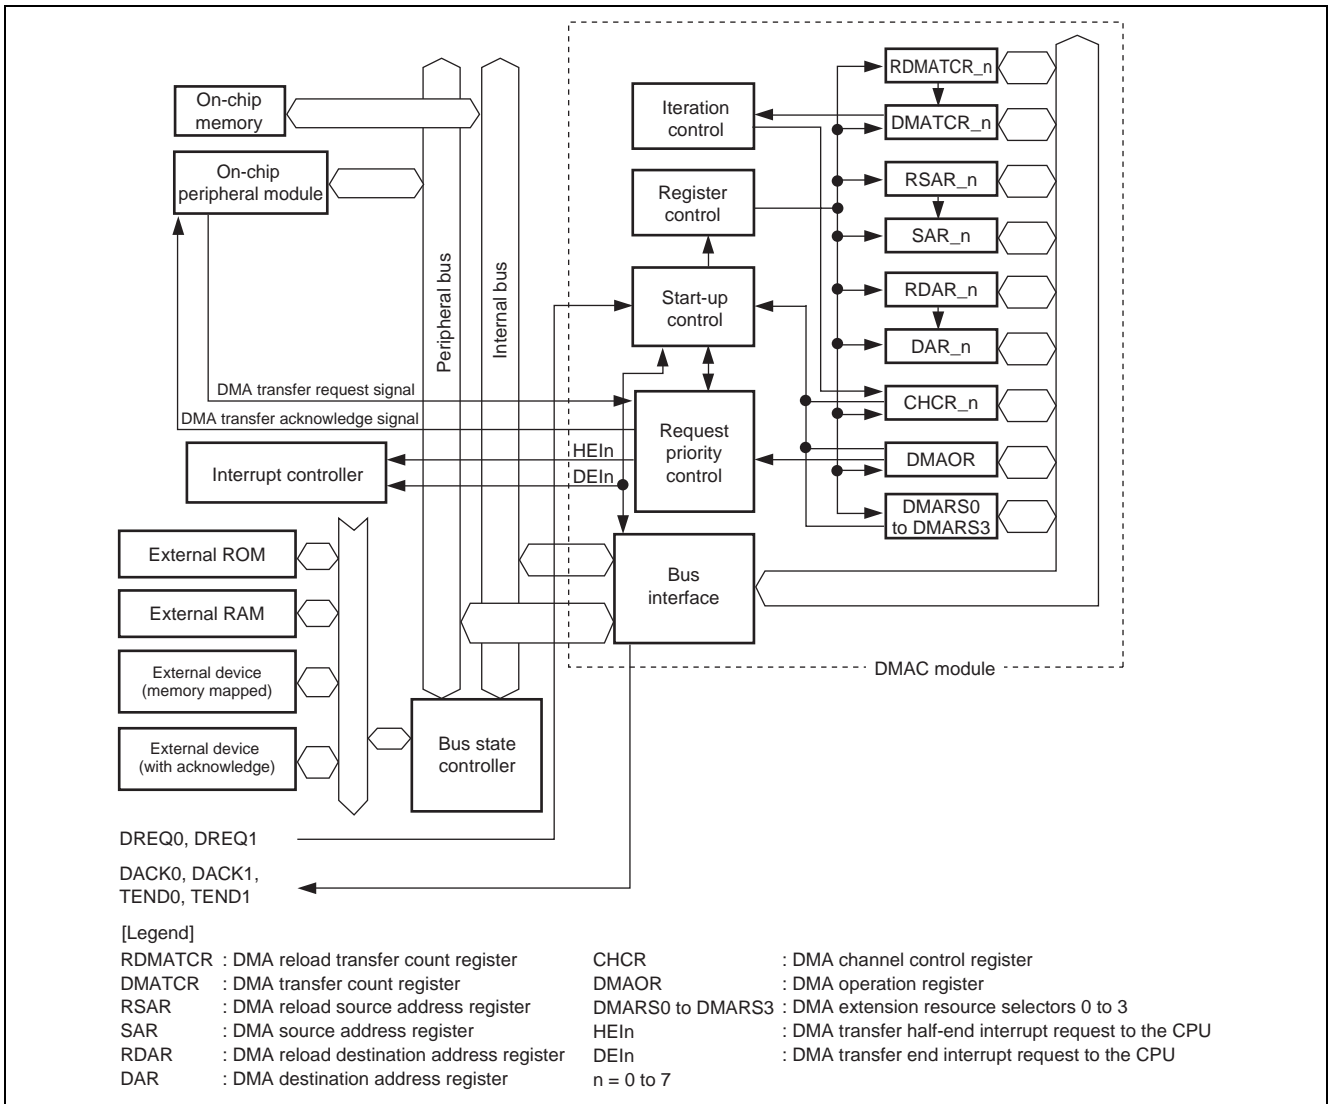 On-chip
memory
On-chip
peripheral module
Peripheral bus
Internal bus
Iteration
control
Register
control
Start-up
control
Request
priority
control
Bus
interface
RDMATCR_n
DMATCR_n
RSAR_n
SAR_n
RDAR_n
DAR_n
CHCR_n
DMAOR
DMARS0
to DMARS3
DMA transfer request signal
DMA transfer acknowledge signal
HEIn
DEIn
Interrupt controller
External ROM
External RAM
External device
(memory mapped)
External device
(with acknowledge)
Bus state
controller
DMAC module
DREQ0, DREQ1
DACK0, DACK1,
TEND0, TEND1
[Legend]
RDMATCR : DMA reload transfer count register
DMATCR : DMA transfer count register
RSAR : DMA reload source address register
SAR : DMA source address register
RDAR : DMA reload destination address register
DAR : DMA destination address register
CHCR : DMA channel control register
DMAOR : DMA operation register
DMARS0 to DMARS3 : DMA extension resource selectors 0 to 3
HEIn : DMA transfer half-end interrupt request to the CPU
DEIn : DMA transfer end interrupt request to the CPU
n = 0 to 7